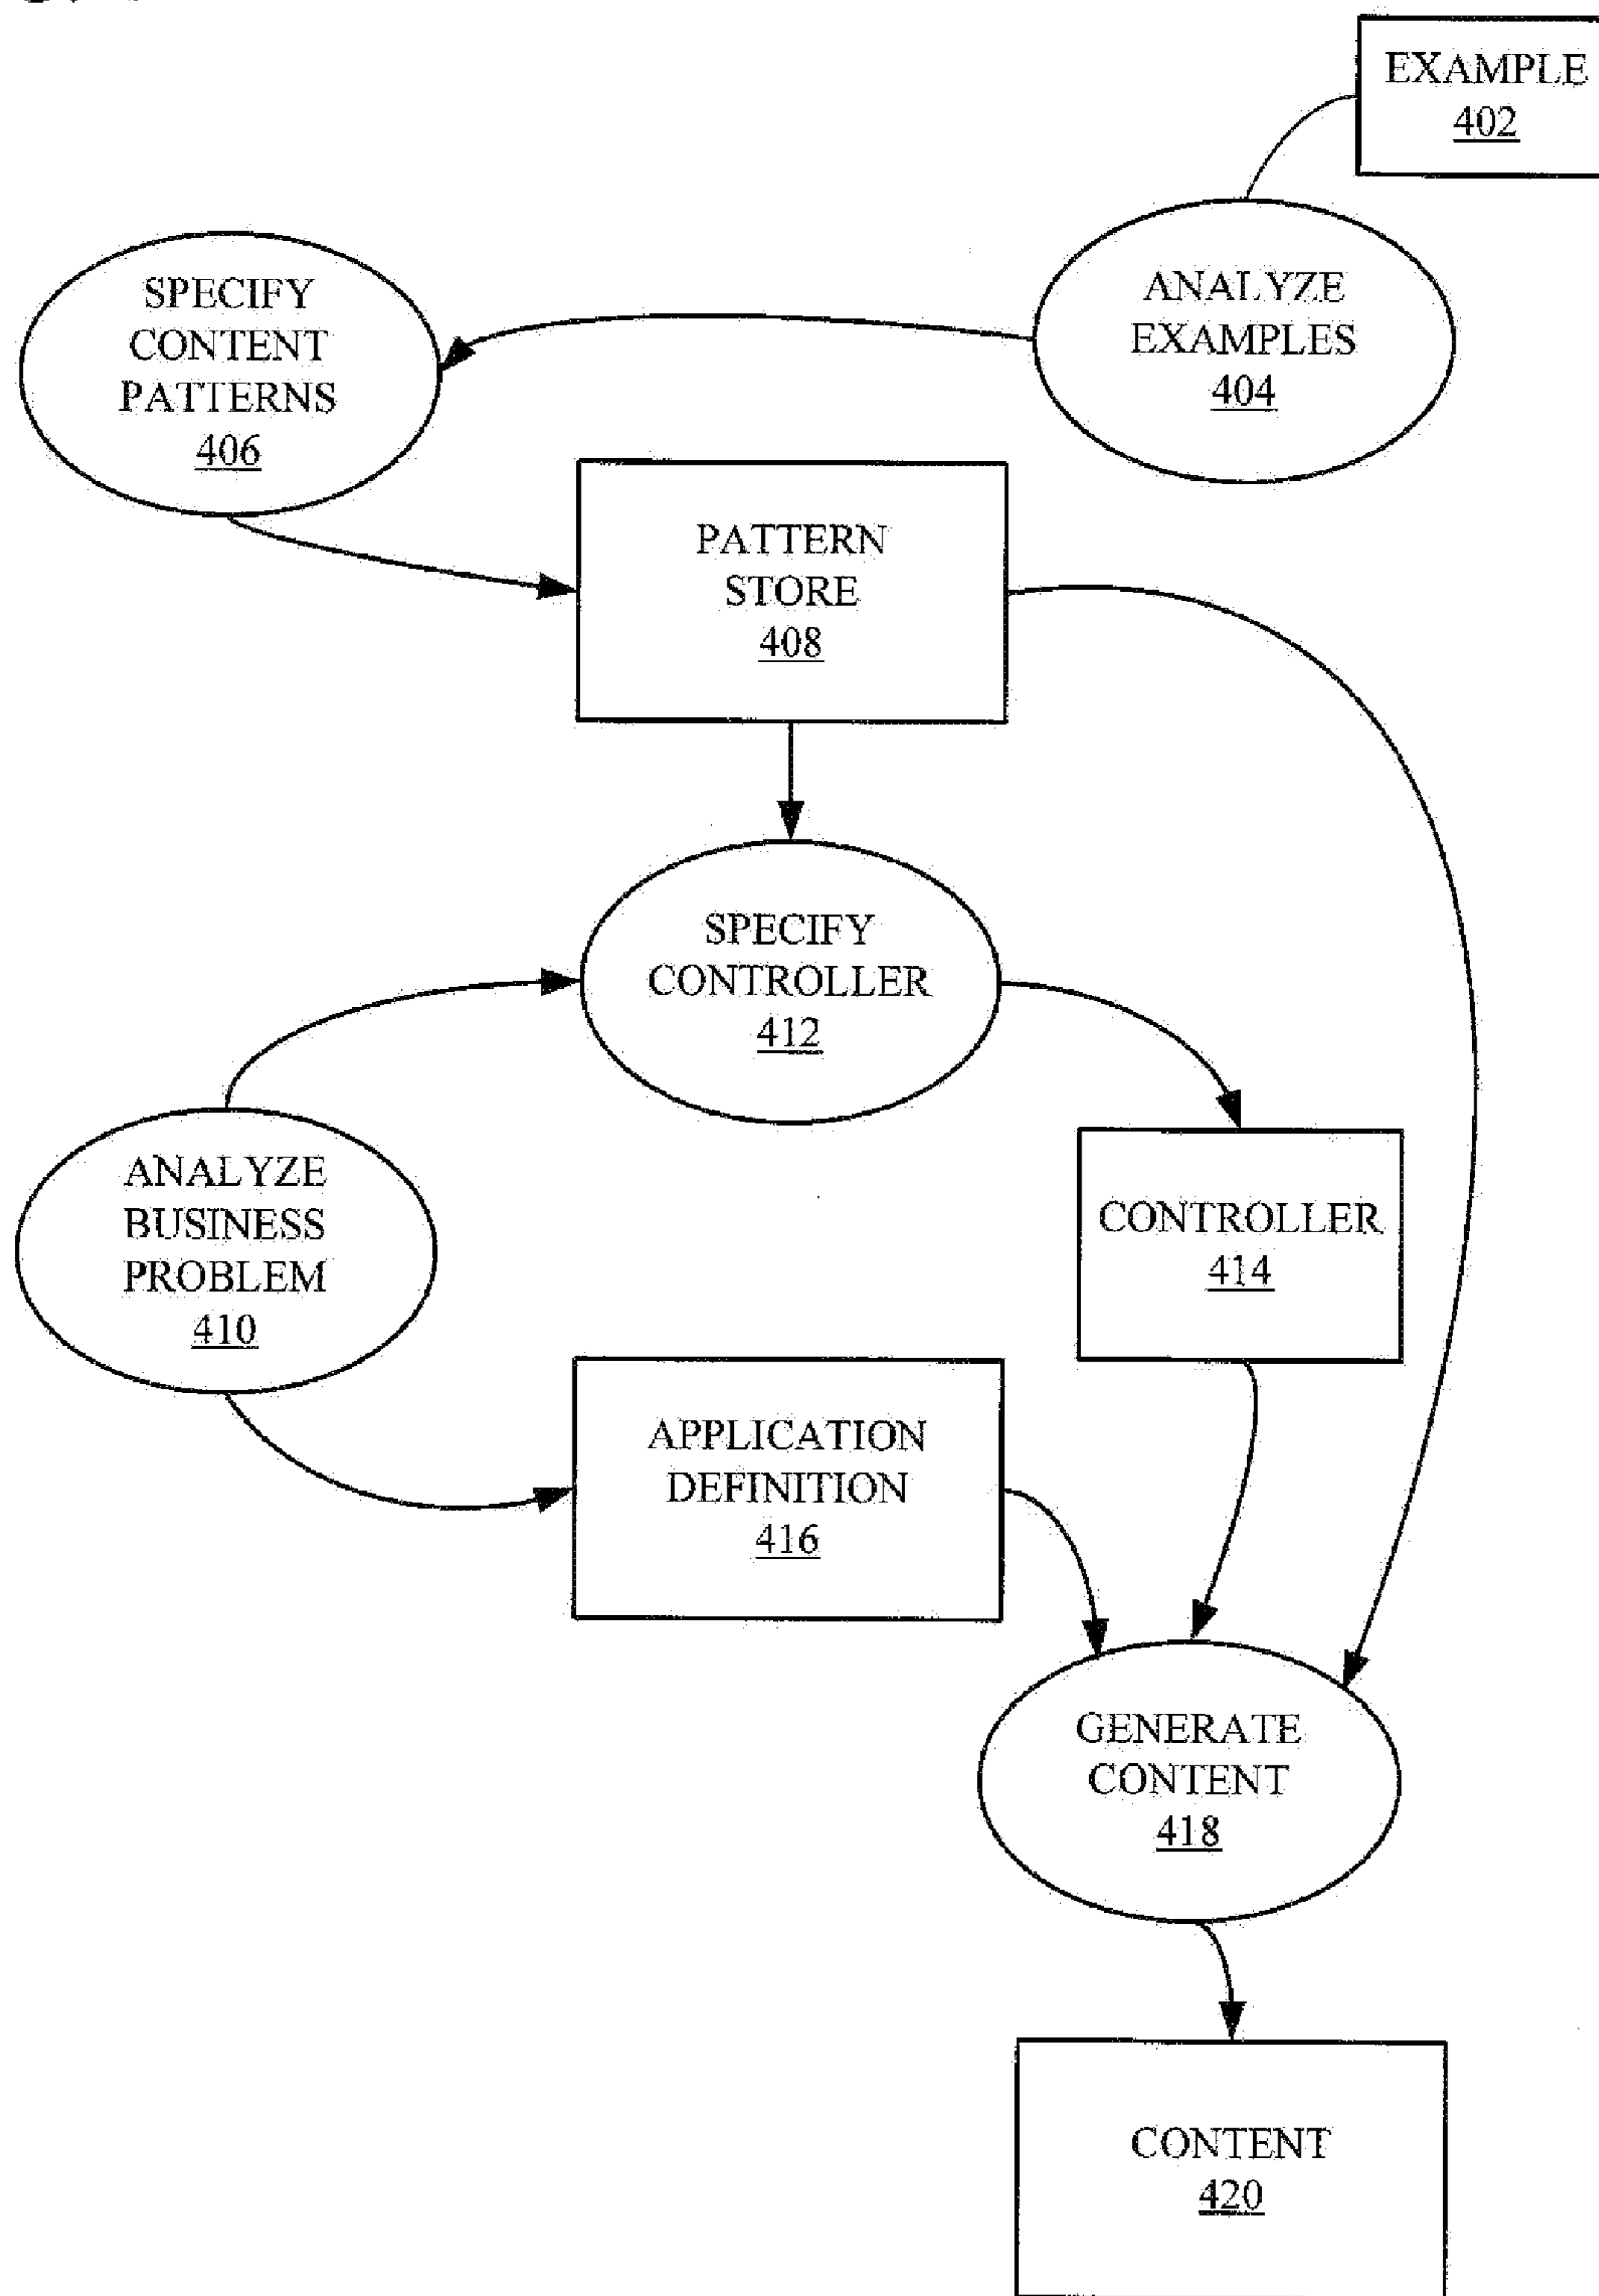 EXAMPLE
402
ANALYZE
EXAMPLES
404
SPECIFY
CONTENT
PATTERNS
406
PATTERN
STORE
408
SPECIFY
CONTROLLER
412
ANALYZE
BUSINESS
PROBLEM
410
CONTROLLER
414
APPLICATION
DEFINITION
416
GENERATE
CONTENT
418
CONTENT
420